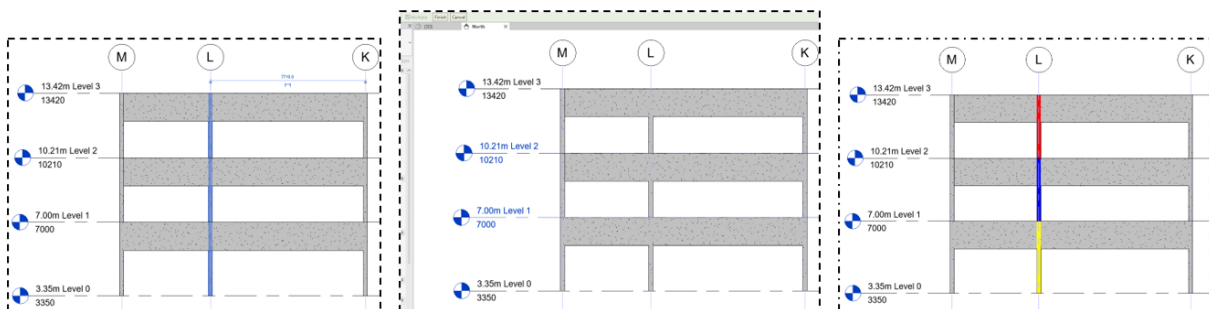 M L K
13.42m Level 3
13420
10.21m Level 2
10210
7.00m Level 1
7000
3.35m Level 0
3350
Finish Cancel
North
M L K
13.42m Level 3
13420
10.21m Level 2
10210
7.00m Level 1
7000
3.35m Level 0
3350
M L K
13.42m Level 3
13420
10.21m Level 2
10210
7.00m Level 1
7000
3.35m Level 0
3350